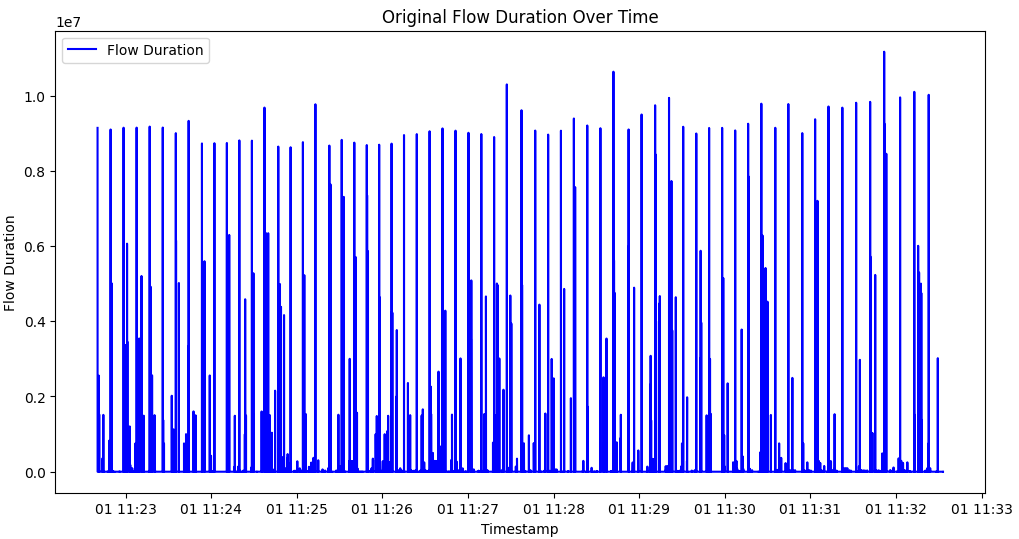 Original Flow Duration Over Time
1e7
Flow Duration
1.0
0.8
0.6
0.4
0.2
0.0
Flow Duration
01 11:23 01 11:24 01 11:25 01 11:26 01 11:27 01 11:28 01 11:29 01 11:30 01 11:31 01 11:32 01 11:33
Timestamp